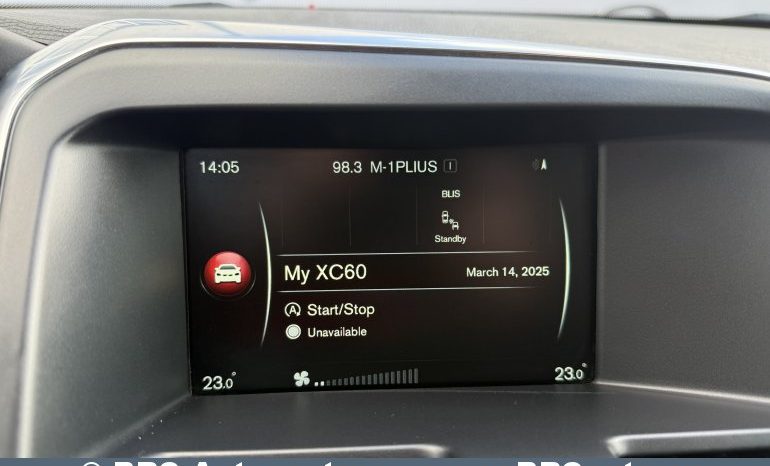 14:05 98.3 M-1PLIUS I
BLIS
Standby
My XC60 March 14, 2025
A Start/Stop
Unavailable
23.0° 23.0°